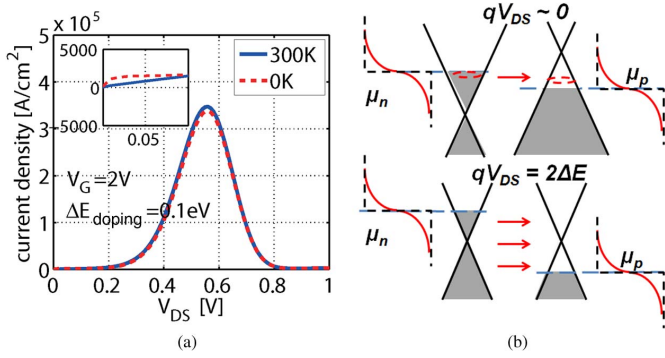 x 10^5
5
4
3
2
1
0
5000
0
-5000
0.05
300K
0K
V_G=2V
ΔE_doping=0.1eV
current density [A/cm^2]
0 0.2 0.4 0.6 0.8 1
V_DS [V]
(a)
qV_DS ~ 0
μ_n
μ_p
qV_DS = 2ΔE
μ_n
μ_p
(b)